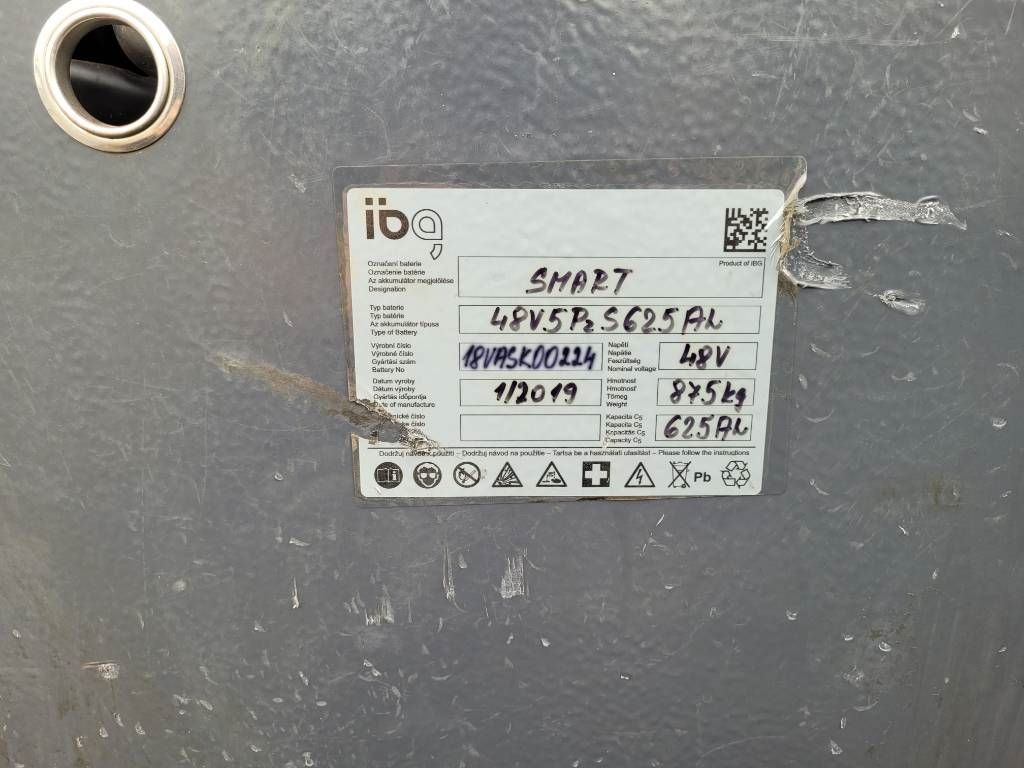 ibg
Product of IBG
Označení baterie
Označenie batérie
Az akkumulátor megjelölése
Designation
SMART
Typ baterie
Typ batérie
Az akkumulátor típusa
Type of Battery
48V5PzS625Ah
Výrobní číslo
Výrobné číslo
Gyártási szám
Battery No
18VASK00224
Napětí
Napätie
Feszültség
Nominal voltage
48V
Datum výroby
Dátum výroby
Gyártás időpontja
Date of manufacture
1/2019
Hmotnost
Hmotnosť
Tömeg
Weight
875kg
číslo
číslo
Kapacita C5
Kapacita C5
Kapacitás C5
Capacity C5
625Ah
Dodržuj návod k použití – Dodržuj návod na použitie – Tartsa be a használati utasítást – Please follow the instructions
Pb